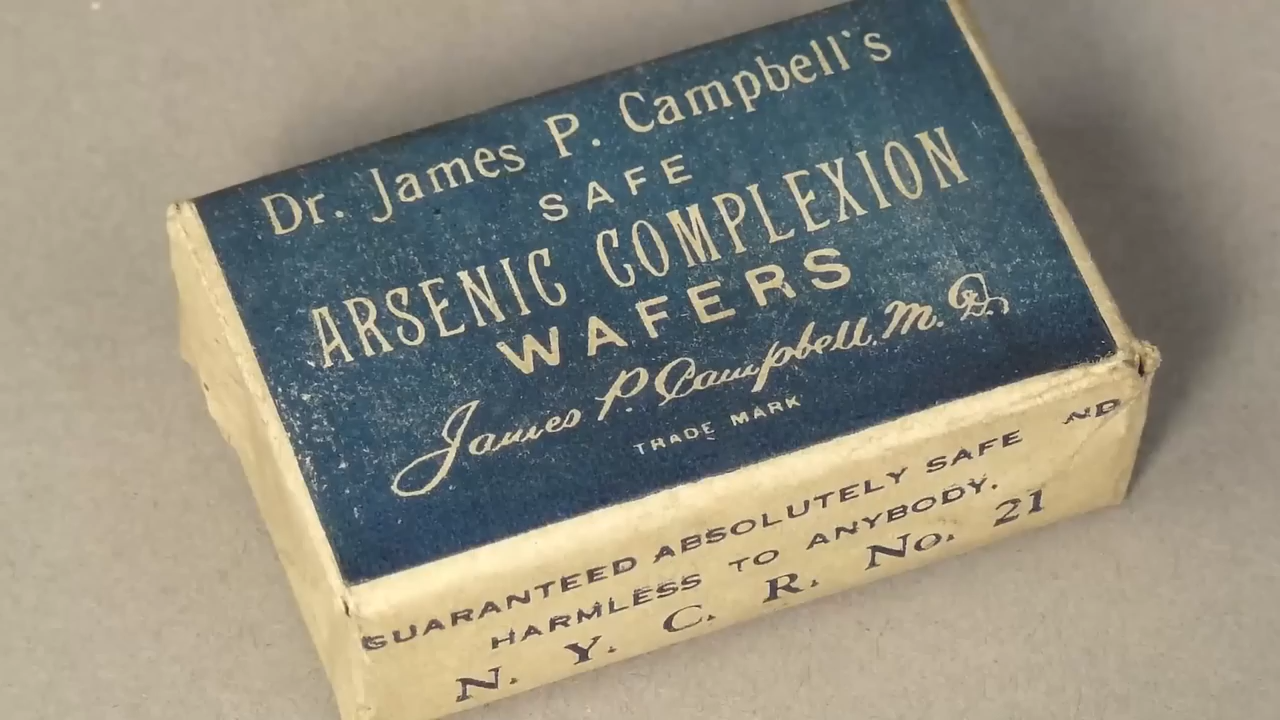 Dr. James P. Campbell's
SAFE
ARSENIC COMPLEXION
WAFERS
James P. Campbell, M. D.
TRADE MARK
GUARANTEED ABSOLUTELY SAFE ND
HARMLESS TO ANYBODY.
N. Y. C. R. No. 21